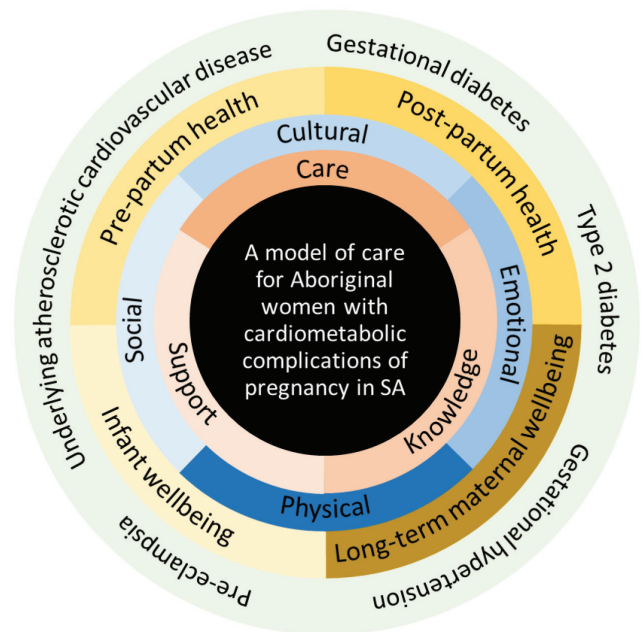 Underlying atherosclerotic cardiovascular disease
Gestational diabetes
Type 2 diabetes
Gestational hypertension
Pre-eclampsia
Pre-partum health
Post-partum health
Long-term maternal wellbeing
Infant wellbeing
Cultural
Emotional
Physical
Social
Care
Knowledge
Support
A model of care
for Aboriginal
women with
cardiometabolic
complications of
pregnancy in SA